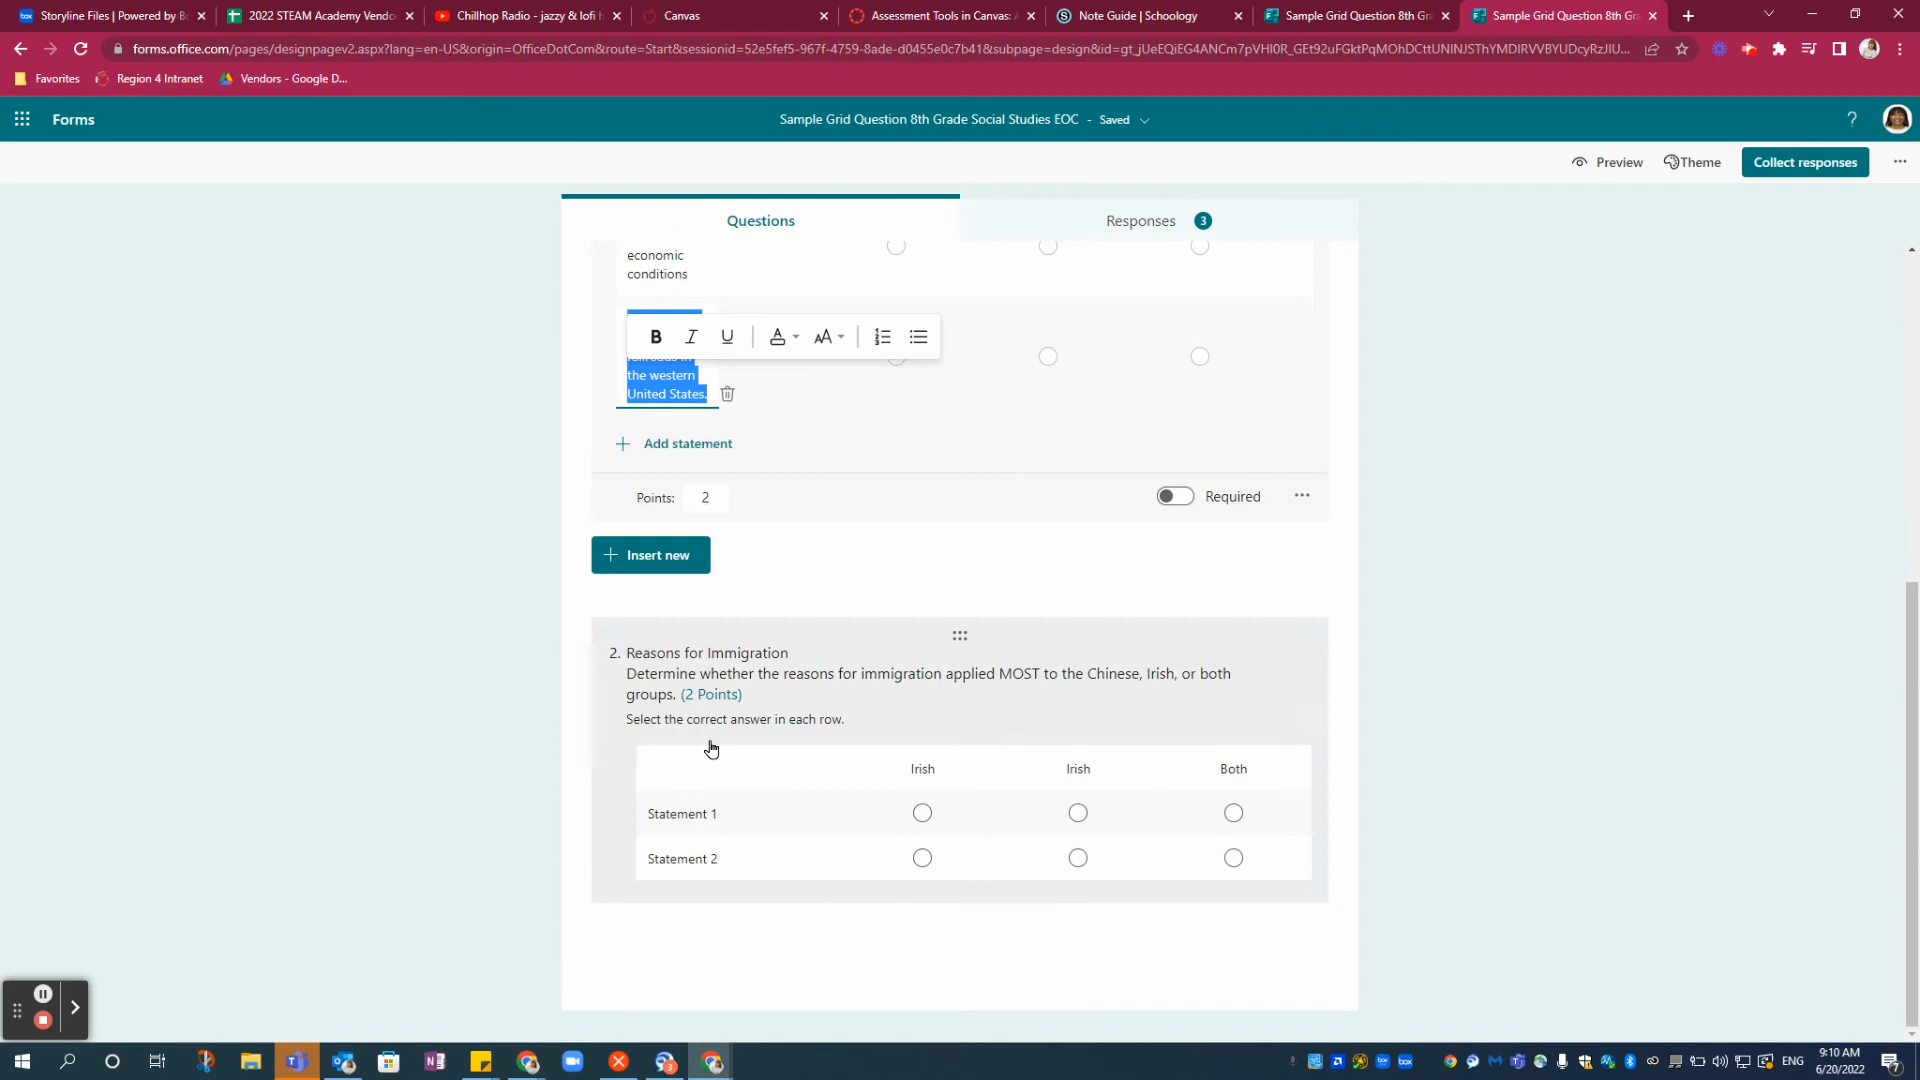 Storyline Files | Powered by B
2022 STEAM Academy Vendo
Chillhop Radio - jazzy & lofi h
Canvas
Assessment Tools in Canvas: A
Note Guide | Schoology
Sample Grid Question 8th Gra
Sample Grid Question 8th Gra
forms.office.com/pages/designpagev2.aspx?lang=en-US&origin=OfficeDotCom&route=Start&sessionid=52e5fef5-967f-4759-8ade-d0455e0c7b41&subpage=design&id=gt_jUeEQiEG4ANCm7pVHI0R_GEt92uFGktPqMOhDCttUNlNJSThYMDlRVVBYUDcyRzJIU...
Favorites
Region 4 Intranet
Vendors - Google D...
Forms
Sample Grid Question 8th Grade Social Studies EOC - Saved
?
Preview
Theme
Collect responses
Questions
Responses 3
economic
conditions
B I U A AA
the western
United States.
Add statement
Points: 2
Required
Insert new
2. Reasons for Immigration
Determine whether the reasons for immigration applied MOST to the Chinese, Irish, or both
groups. (2 Points)
Select the correct answer in each row.
Irish Irish Both
Statement 1
Statement 2
ENG
9:10 AM
6/20/2022